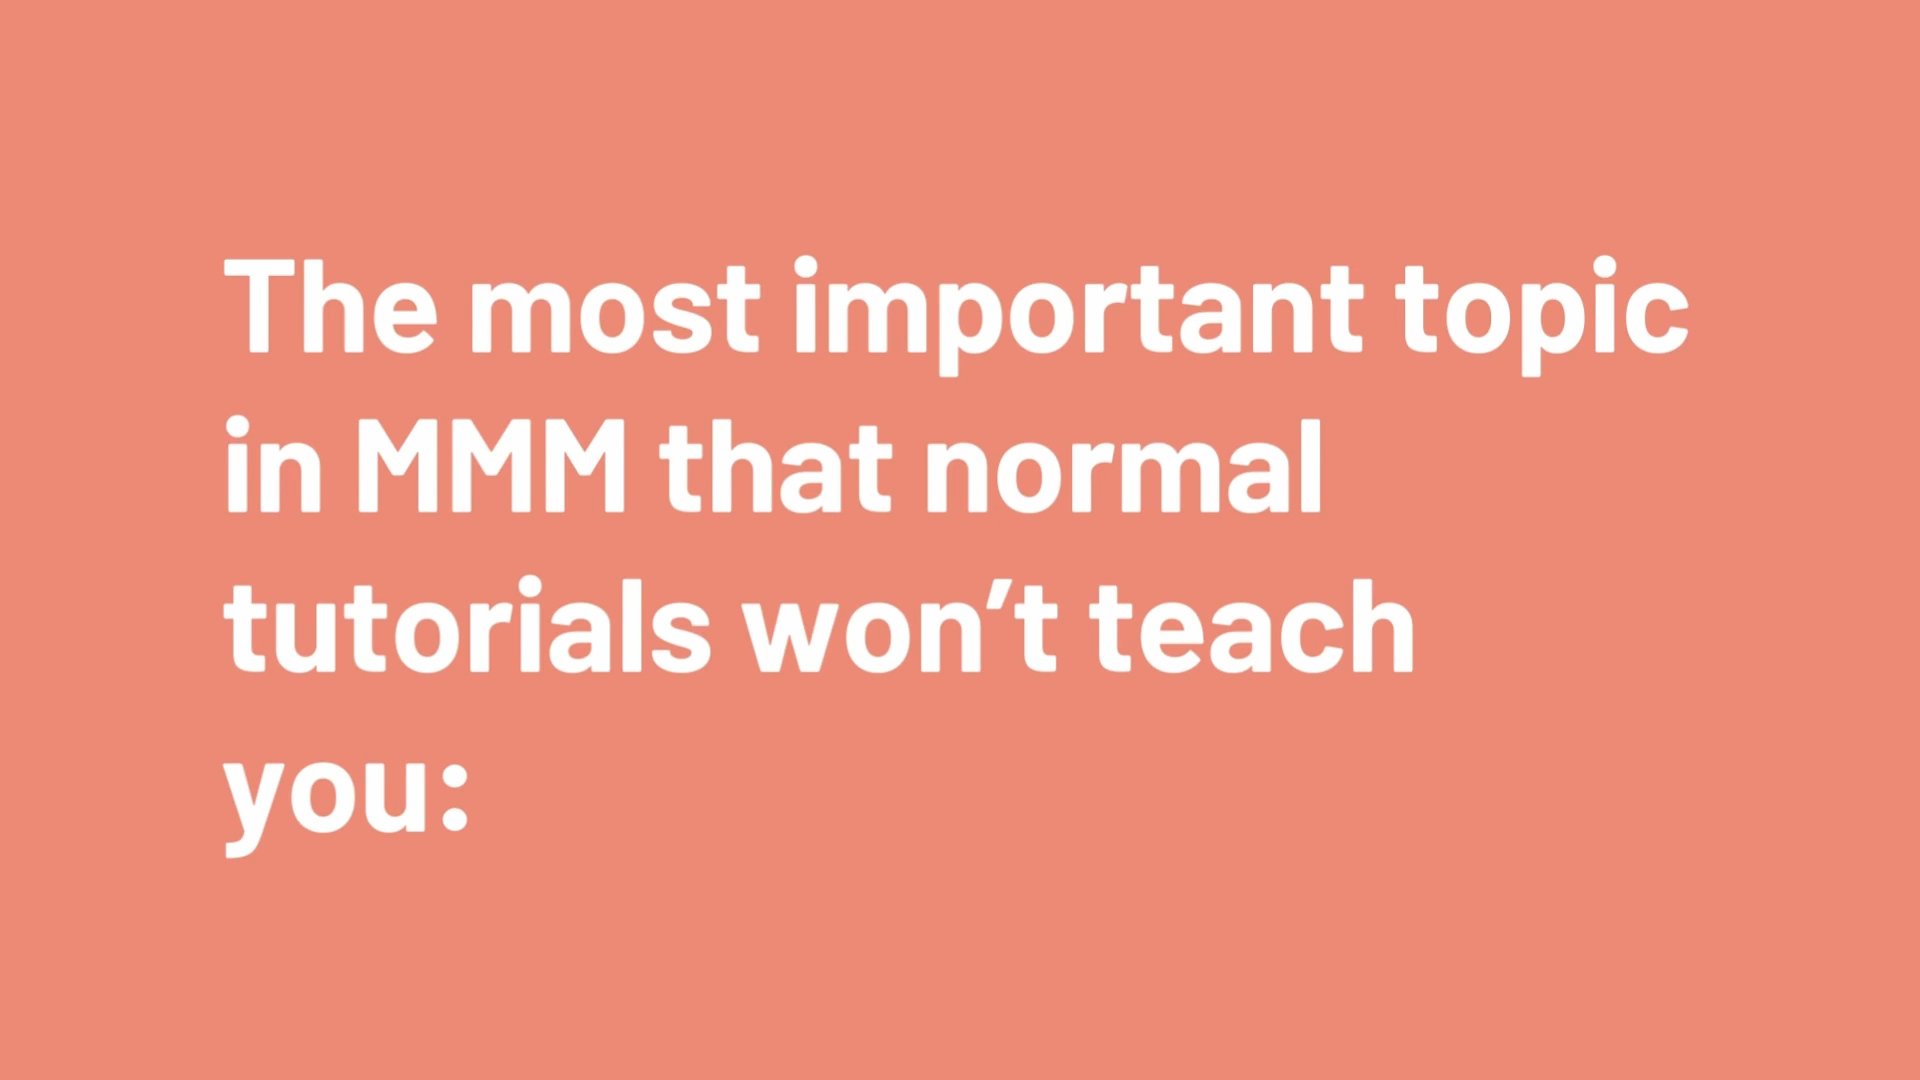 The most important topic
in MMM that normal
tutorials won’t teach
you: